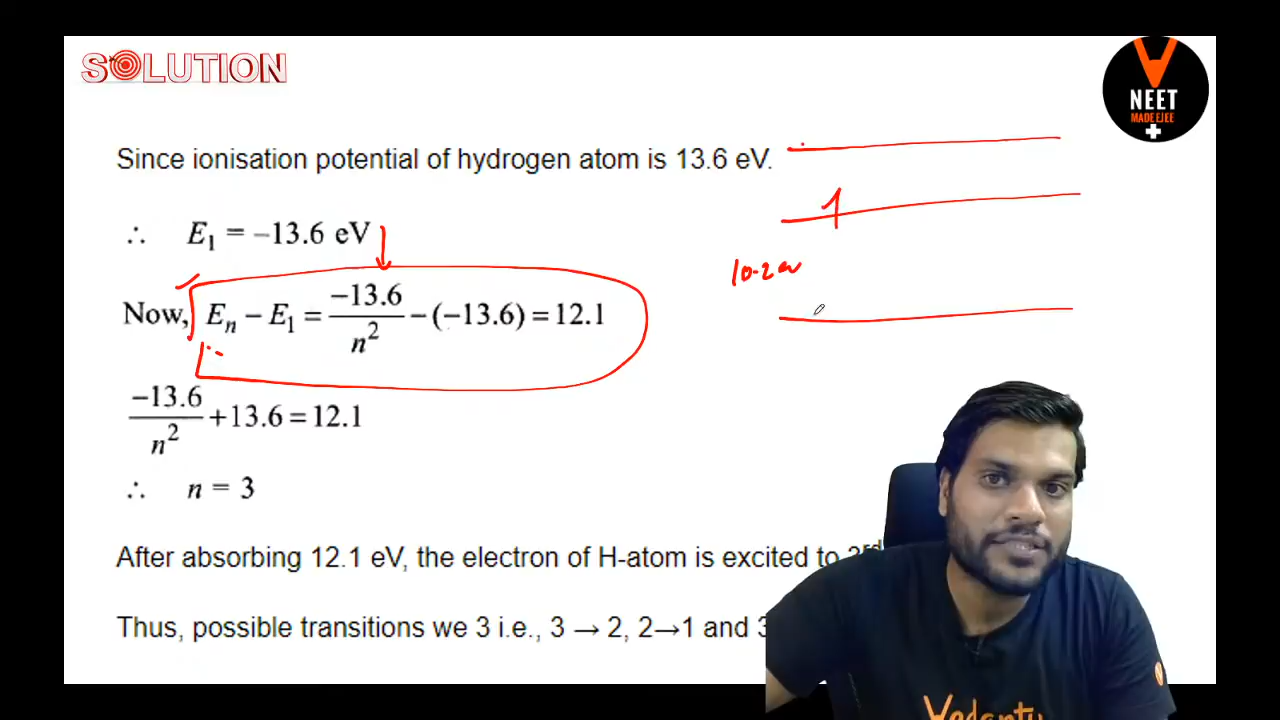 SOLUTION
NEET
MADE EJEE
Since ionisation potential of hydrogen atom is 13.6 eV.
∴ E₁ = −13.6 eV
10.2 ev
Now, Eₙ − E₁ = −13.6/n² − (−13.6) = 12.1
−13.6/n² + 13.6 = 12.1
∴ n = 3
After absorbing 12.1 eV, the electron of H-atom is excited to 3rd
Thus, possible transitions we 3 i.e., 3 → 2, 2→1 and 3
Vedantu